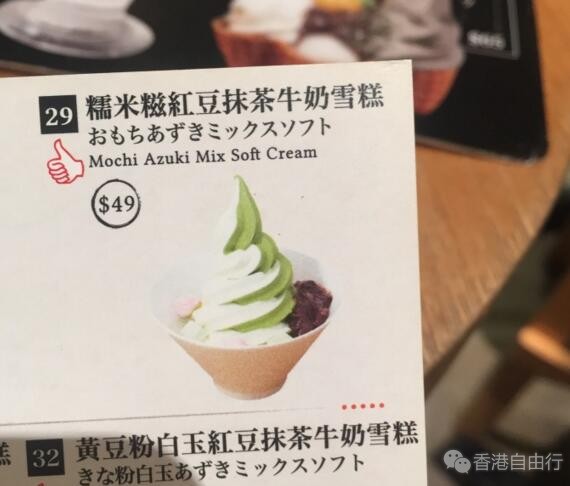 $65
29 糯米糍紅豆抹茶牛奶雪糕
おもちあずきミックスソフト
Mochi Azuki Mix Soft Cream
$49
32 黃豆粉白玉紅豆抹茶牛奶雪糕
きな粉白玉あずきミックスソフト
香港自由行